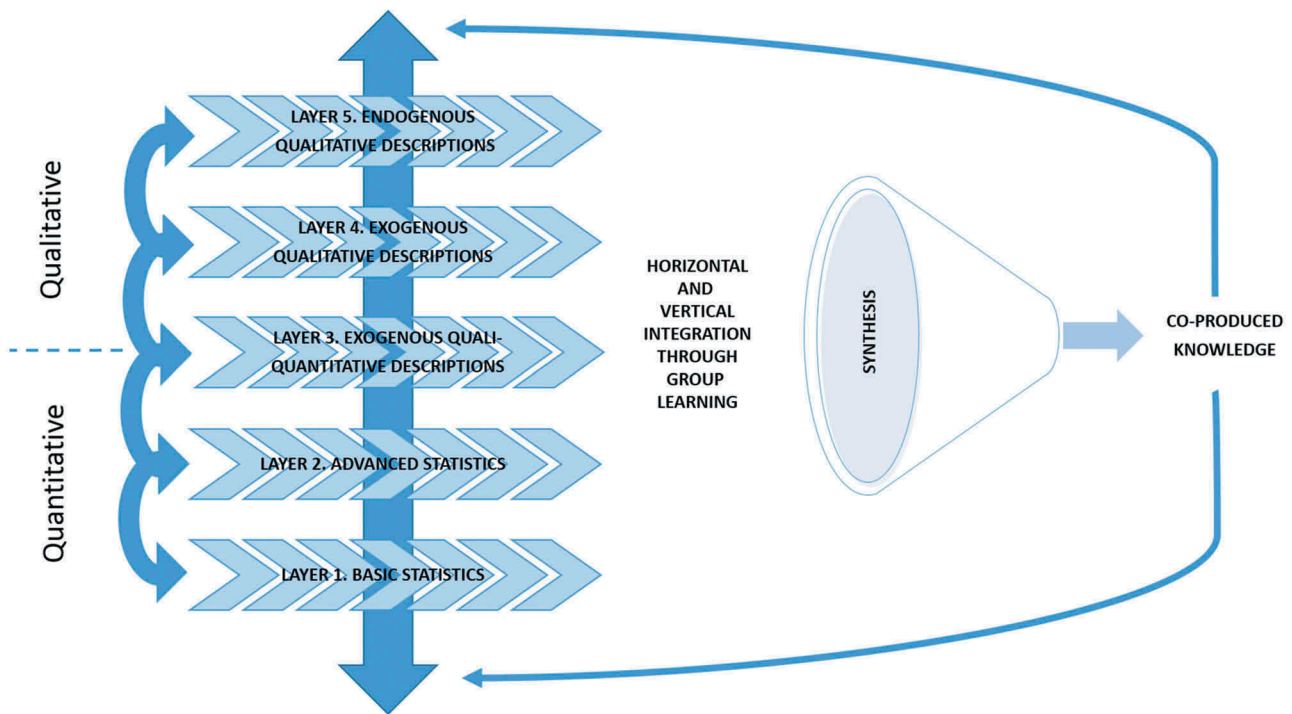 Qualitative
Quantitative
LAYER 5. ENDOGENOUS
QUALITATIVE DESCRIPTIONS
LAYER 4. EXOGENOUS
QUALITATIVE DESCRIPTIONS
LAYER 3. EXOGENOUS QUALI-
QUANTITATIVE DESCRIPTIONS
LAYER 2. ADVANCED STATISTICS
LAYER 1. BASIC STATISTICS
HORIZONTAL
AND
VERTICAL
INTEGRATION
THROUGH
GROUP
LEARNING
SYNTHESIS
CO-PRODUCED
KNOWLEDGE